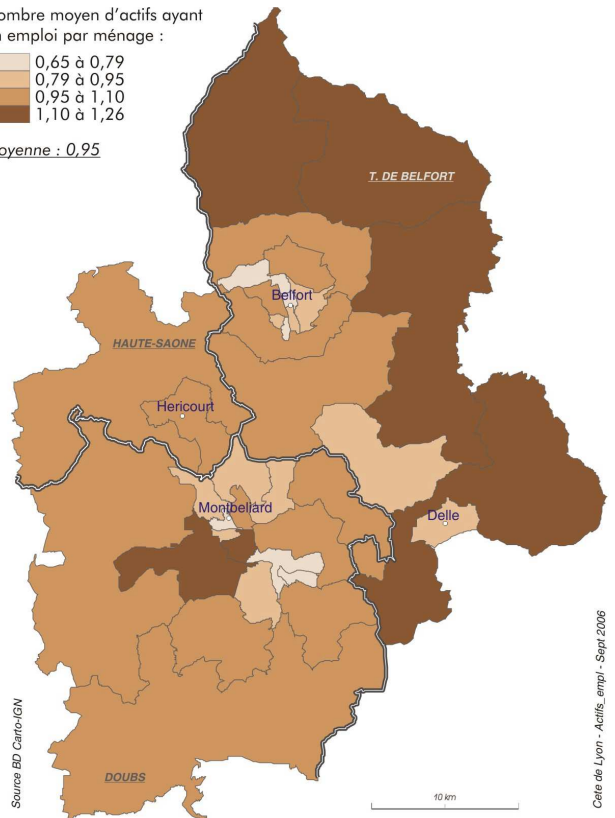 ombre moyen d'actifs ayant
n emploi par ménage :
0,65 à 0,79
0,79 à 0,95
0,95 à 1,10
1,10 à 1,26
oyenne : 0,95
T. DE BELFORT
Belfort
HAUTE-SAONE
Hericourt
Montbeliard
Delle
DOUBS
10 km
Source BD Carto-IGN
Cete de Lyon - Actifs_empl - Sept 2006